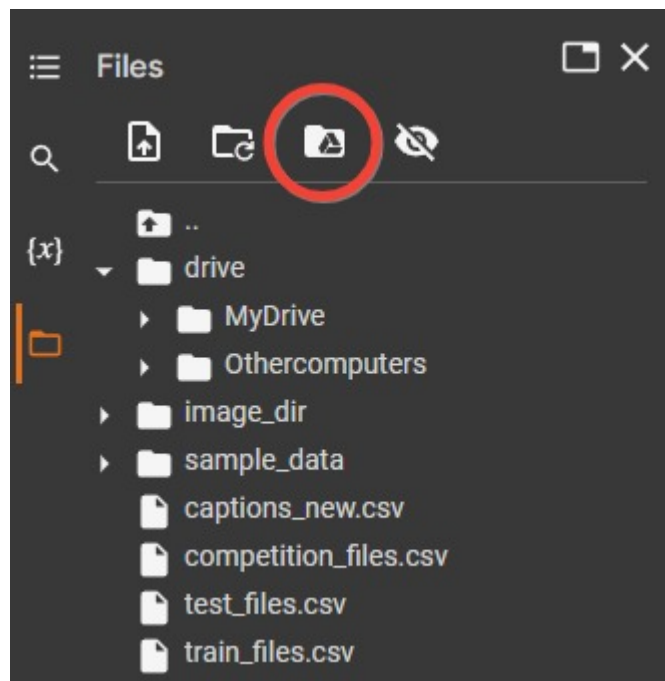 Files
{x}
..
drive
MyDrive
Othercomputers
image_dir
sample_data
captions_new.csv
competition_files.csv
test_files.csv
train_files.csv